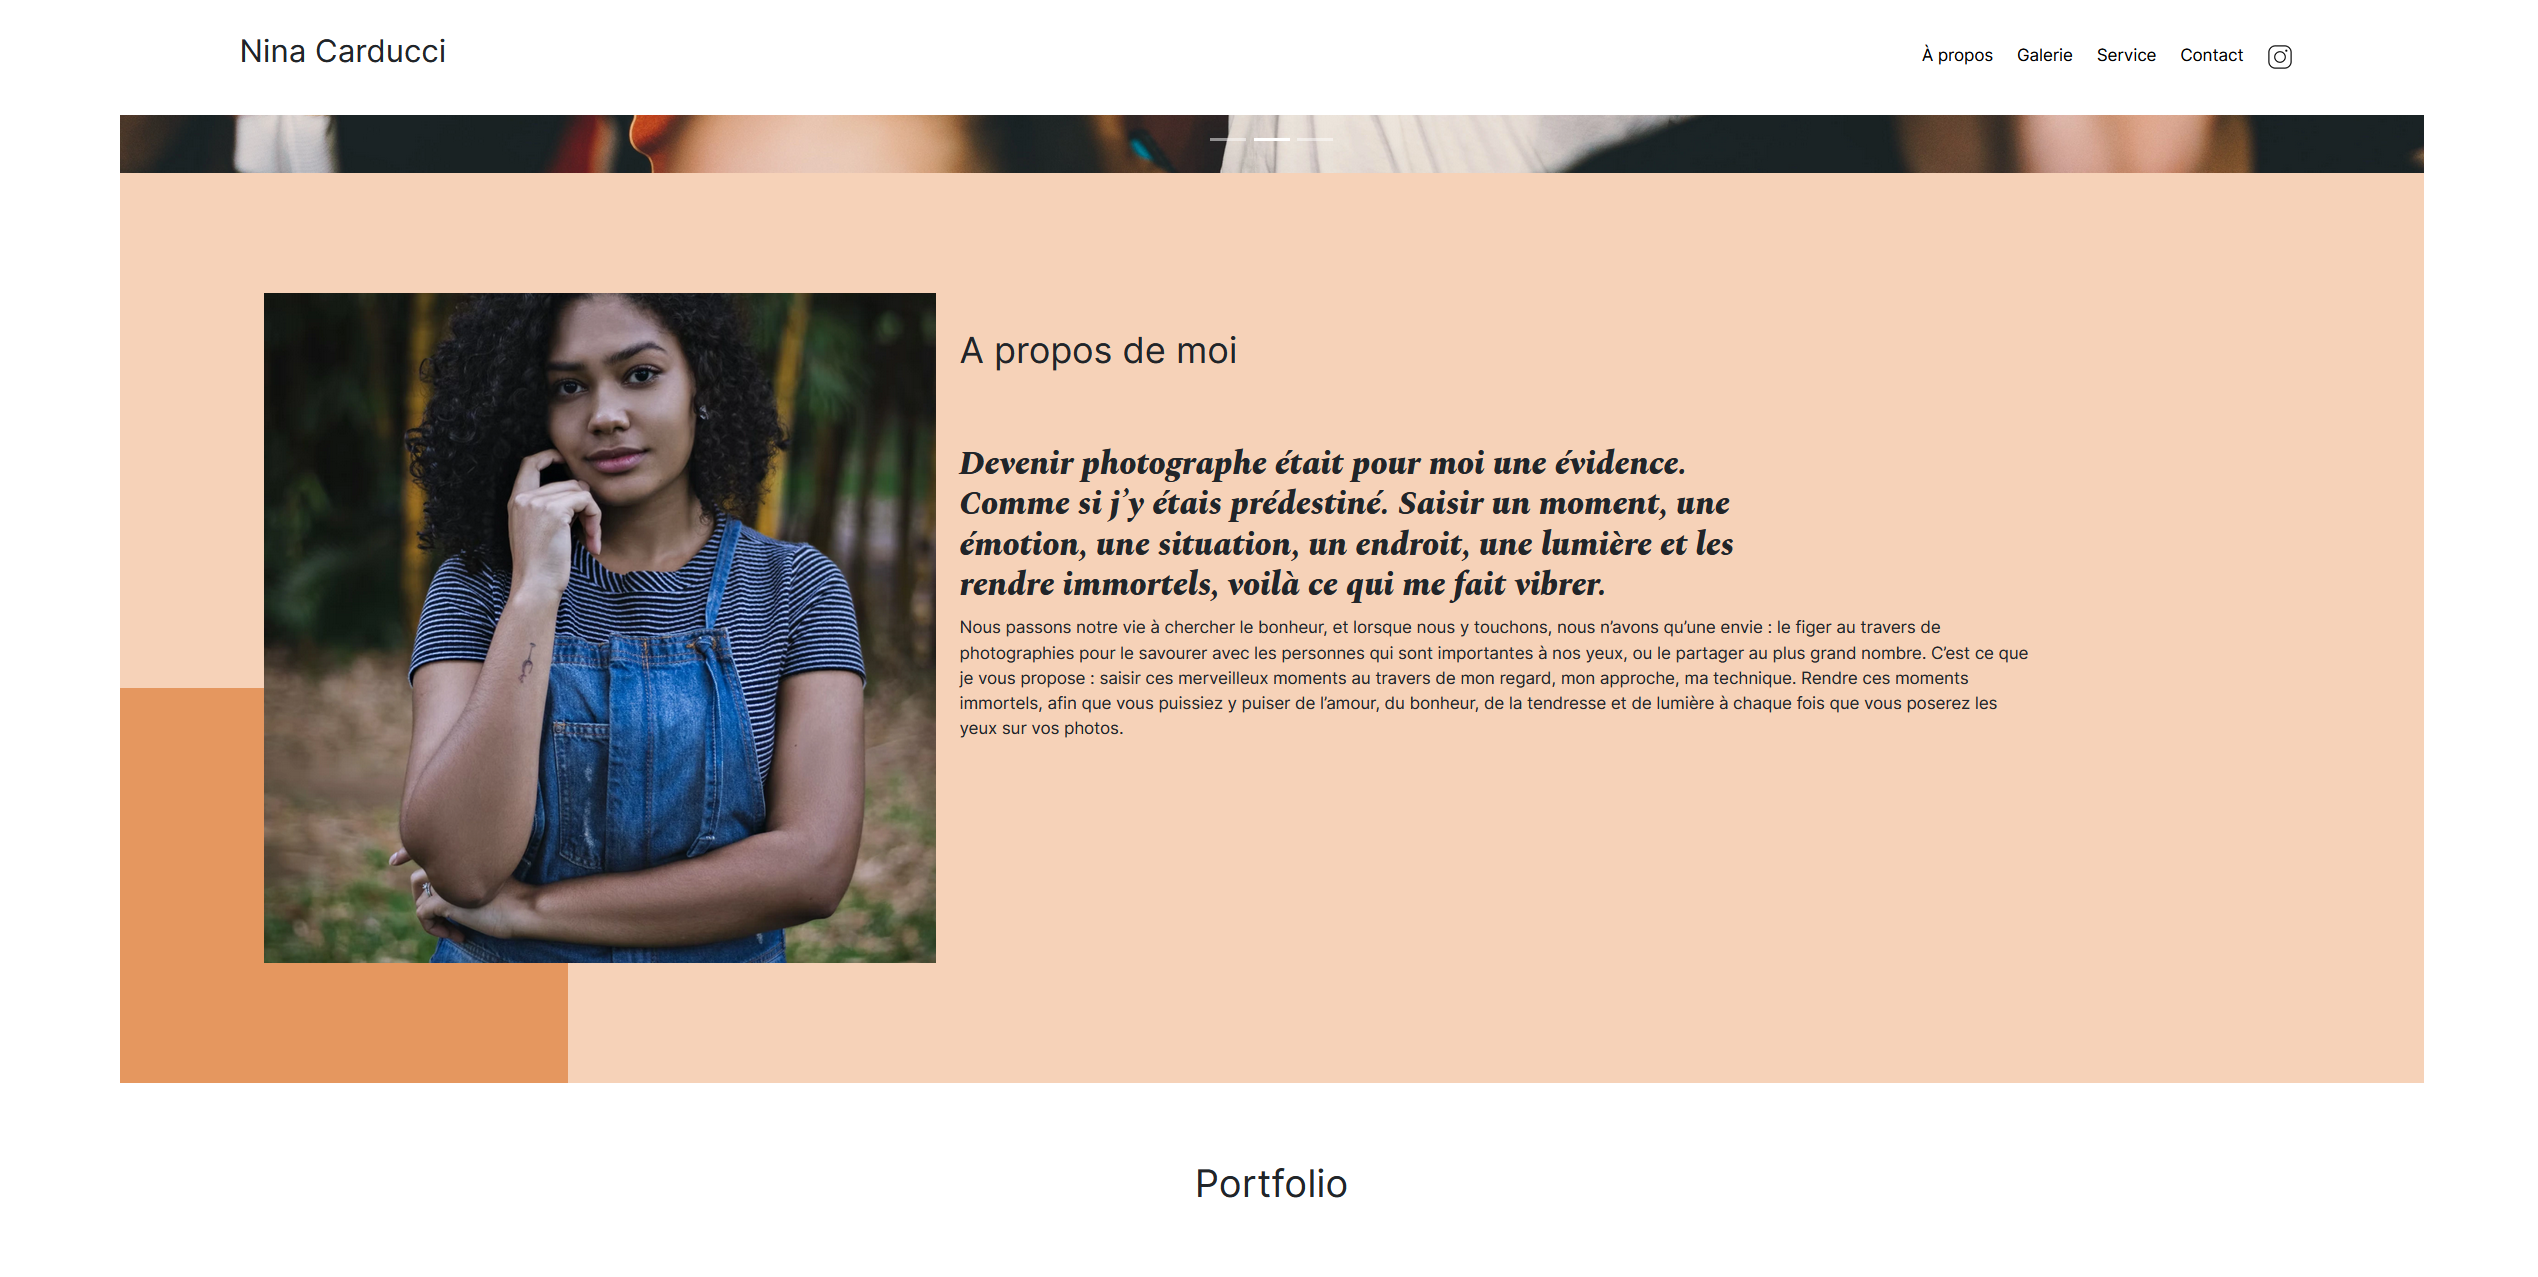 Nina Carducci
À propos Galerie Service Contact
A propos de moi
Devenir photographe était pour moi une évidence.
Comme si j’y étais prédestiné. Saisir un moment, une
émotion, une situation, un endroit, une lumière et les
rendre immortels, voilà ce qui me fait vibrer.
Nous passons notre vie à chercher le bonheur, et lorsque nous y touchons, nous n’avons qu’une envie : le figer au travers de
photographies pour le savourer avec les personnes qui sont importantes à nos yeux, ou le partager au plus grand nombre. C’est ce que
je vous propose : saisir ces merveilleux moments au travers de mon regard, mon approche, ma technique. Rendre ces moments
immortels, afin que vous puissiez y puiser de l’amour, du bonheur, de la tendresse et de lumière à chaque fois que vous poserez les
yeux sur vos photos.
Portfolio